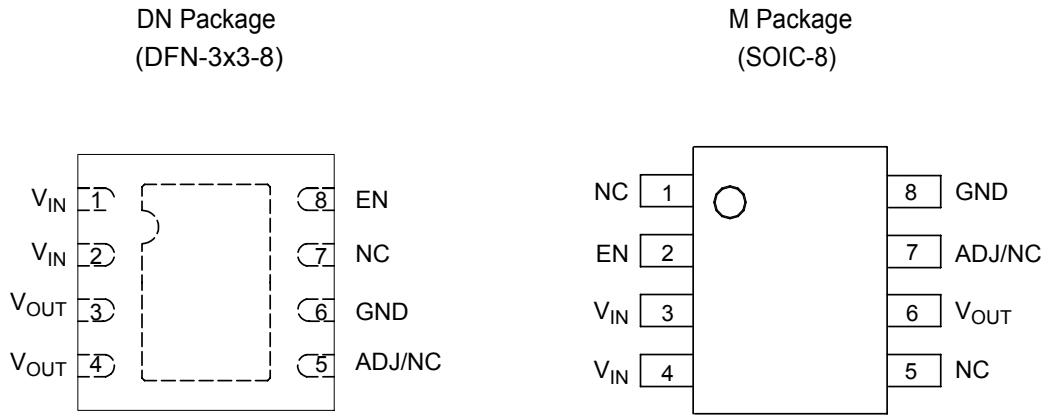 DN Package
(DFN-3x3-8)
V_IN 1
8 EN
V_IN 2
7 NC
V_OUT 3
6 GND
V_OUT 4
5 ADJ/NC
M Package
(SOIC-8)
NC 1
8 GND
EN 2
7 ADJ/NC
V_IN 3
6 V_OUT
V_IN 4
5 NC